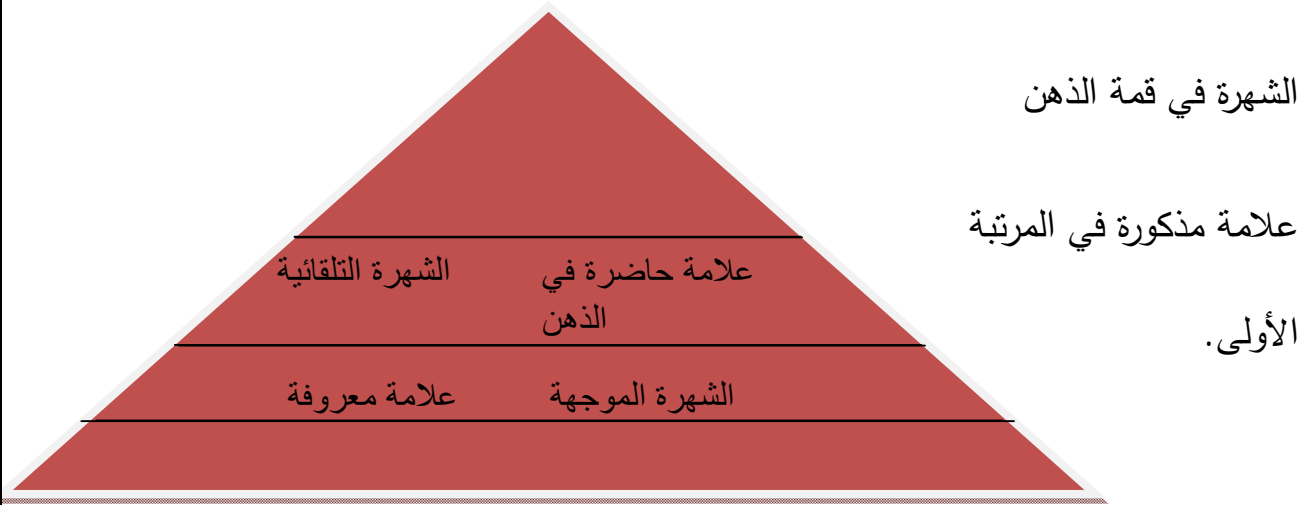 الشهرة في قمة الذهن
علامة مذكورة في المرتبة
الأولى.
علامة حاضرة في الشهرة التلقائية
الذهن
الشهرة الموجهة علامة معروفة